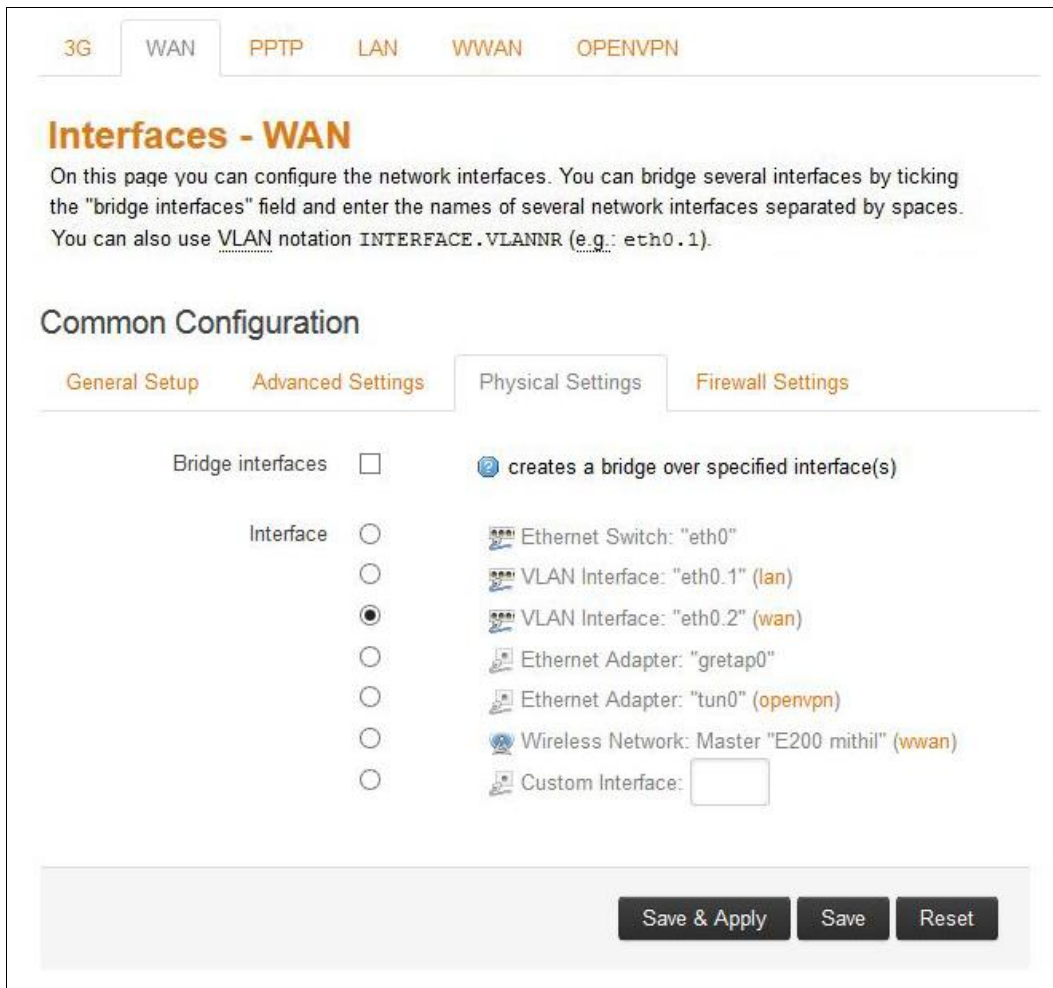 3G WAN PPTP LAN WWAN OPENVPN
Interfaces - WAN
On this page you can configure the network interfaces. You can bridge several interfaces by ticking
the "bridge interfaces" field and enter the names of several network interfaces separated by spaces.
You can also use VLAN notation INTERFACE.VLANNR (e.g.: eth0.1).
Common Configuration
General Setup Advanced Settings Physical Settings Firewall Settings
Bridge interfaces creates a bridge over specified interface(s)
Interface Ethernet Switch: "eth0"
VLAN Interface: "eth0.1" (lan)
VLAN Interface: "eth0.2" (wan)
Ethernet Adapter: "gretap0"
Ethernet Adapter: "tun0" (openvpn)
Wireless Network: Master "E200 mithil" (wwan)
Custom Interface:
Save & Apply Save Reset